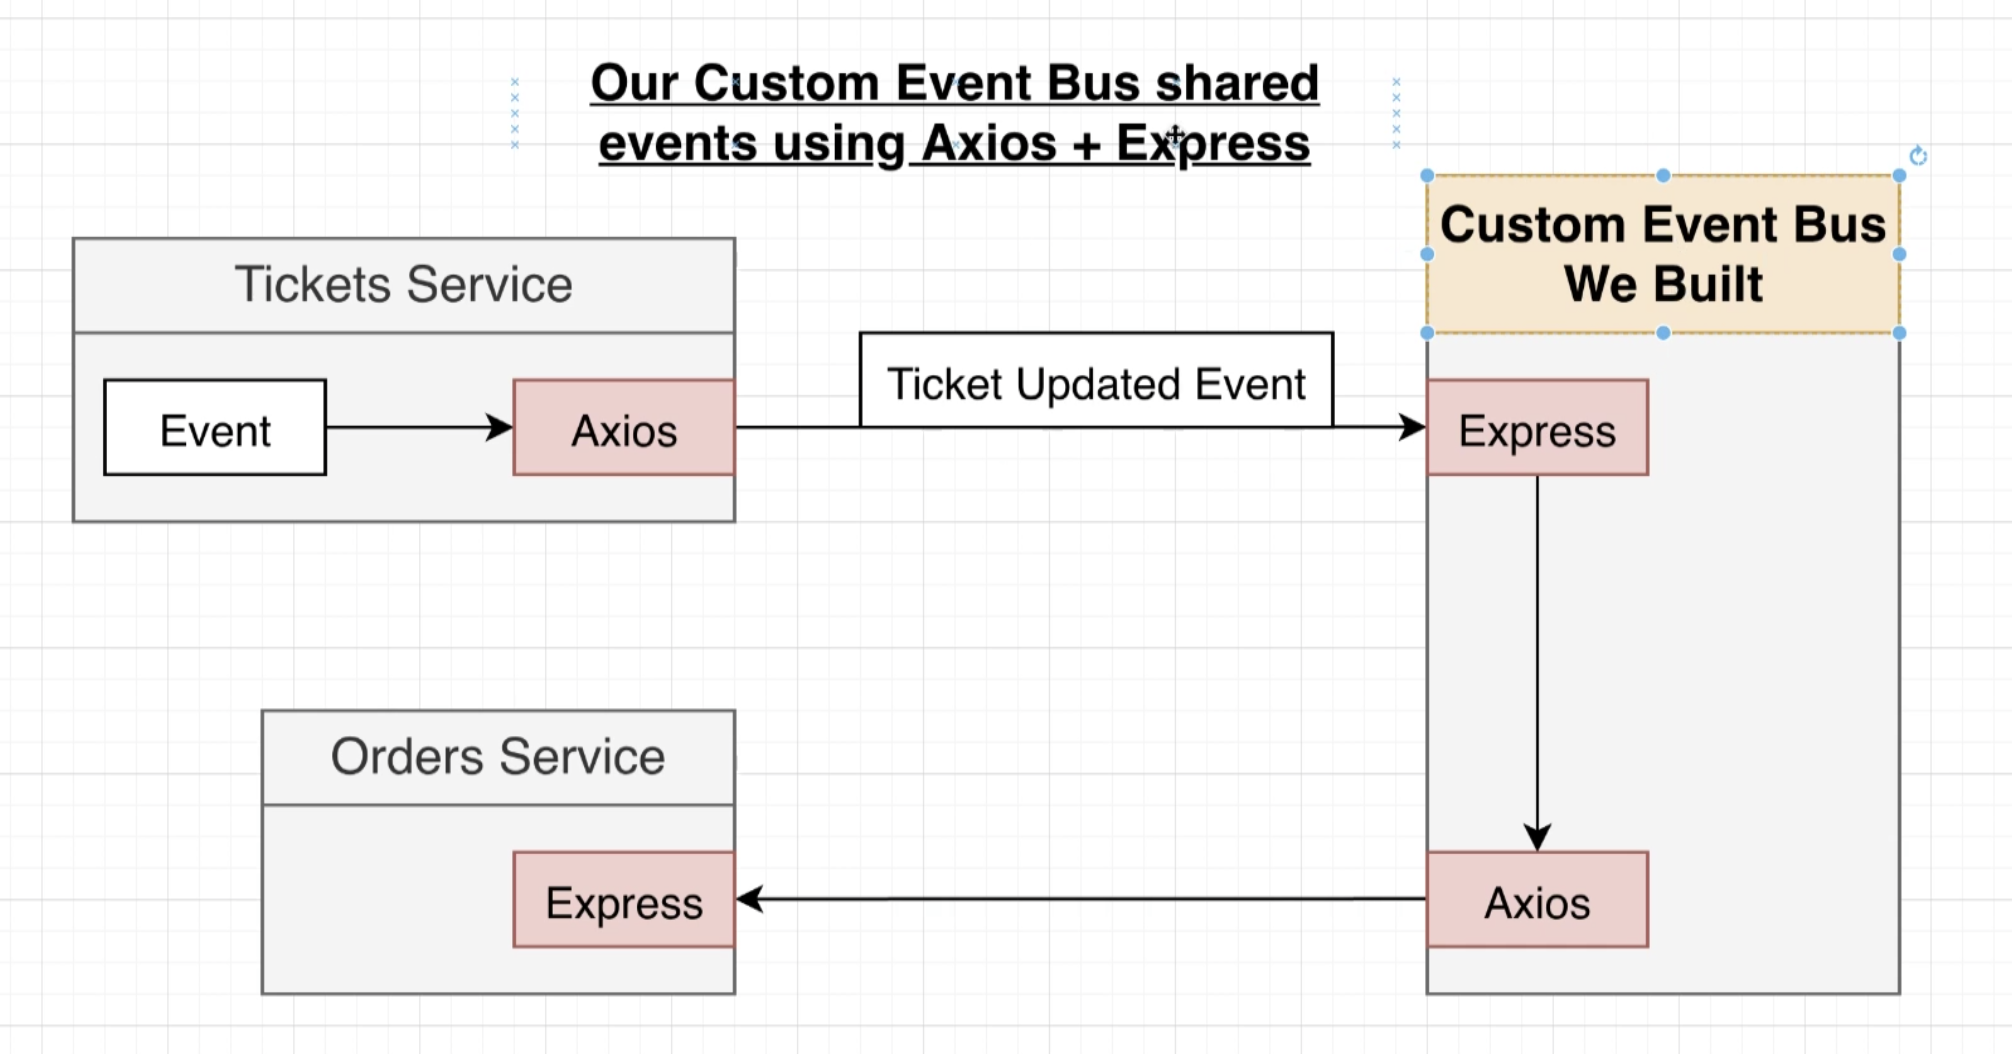 Our Custom Event Bus shared
events using Axios + Express
Custom Event Bus
We Built
Tickets Service
Ticket Updated Event
Event
Axios
Express
Orders Service
Express
Axios